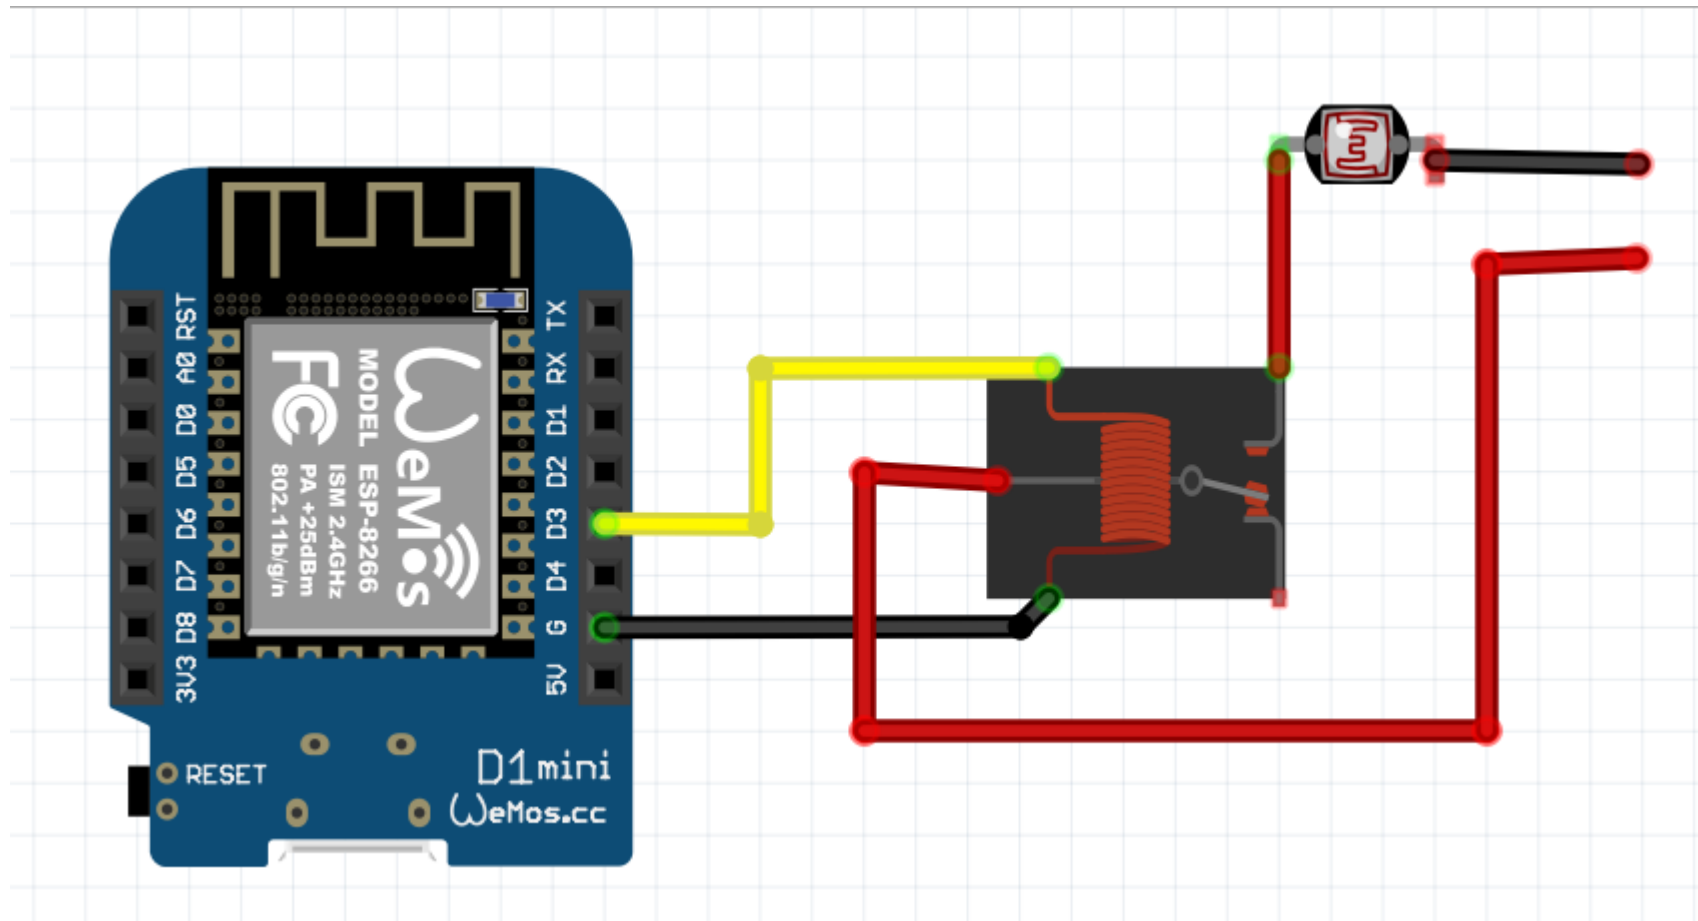 RST
A0
D0
D5
D6
D7
D8
3V3
TX
RX
D1
D2
D3
D4
G
5V
WeMos
MODEL ESP-8266
ISM 2.4GHz
PA +25dBm
802.11b/g/n
FC
RESET
D1mini
WeMos.cc